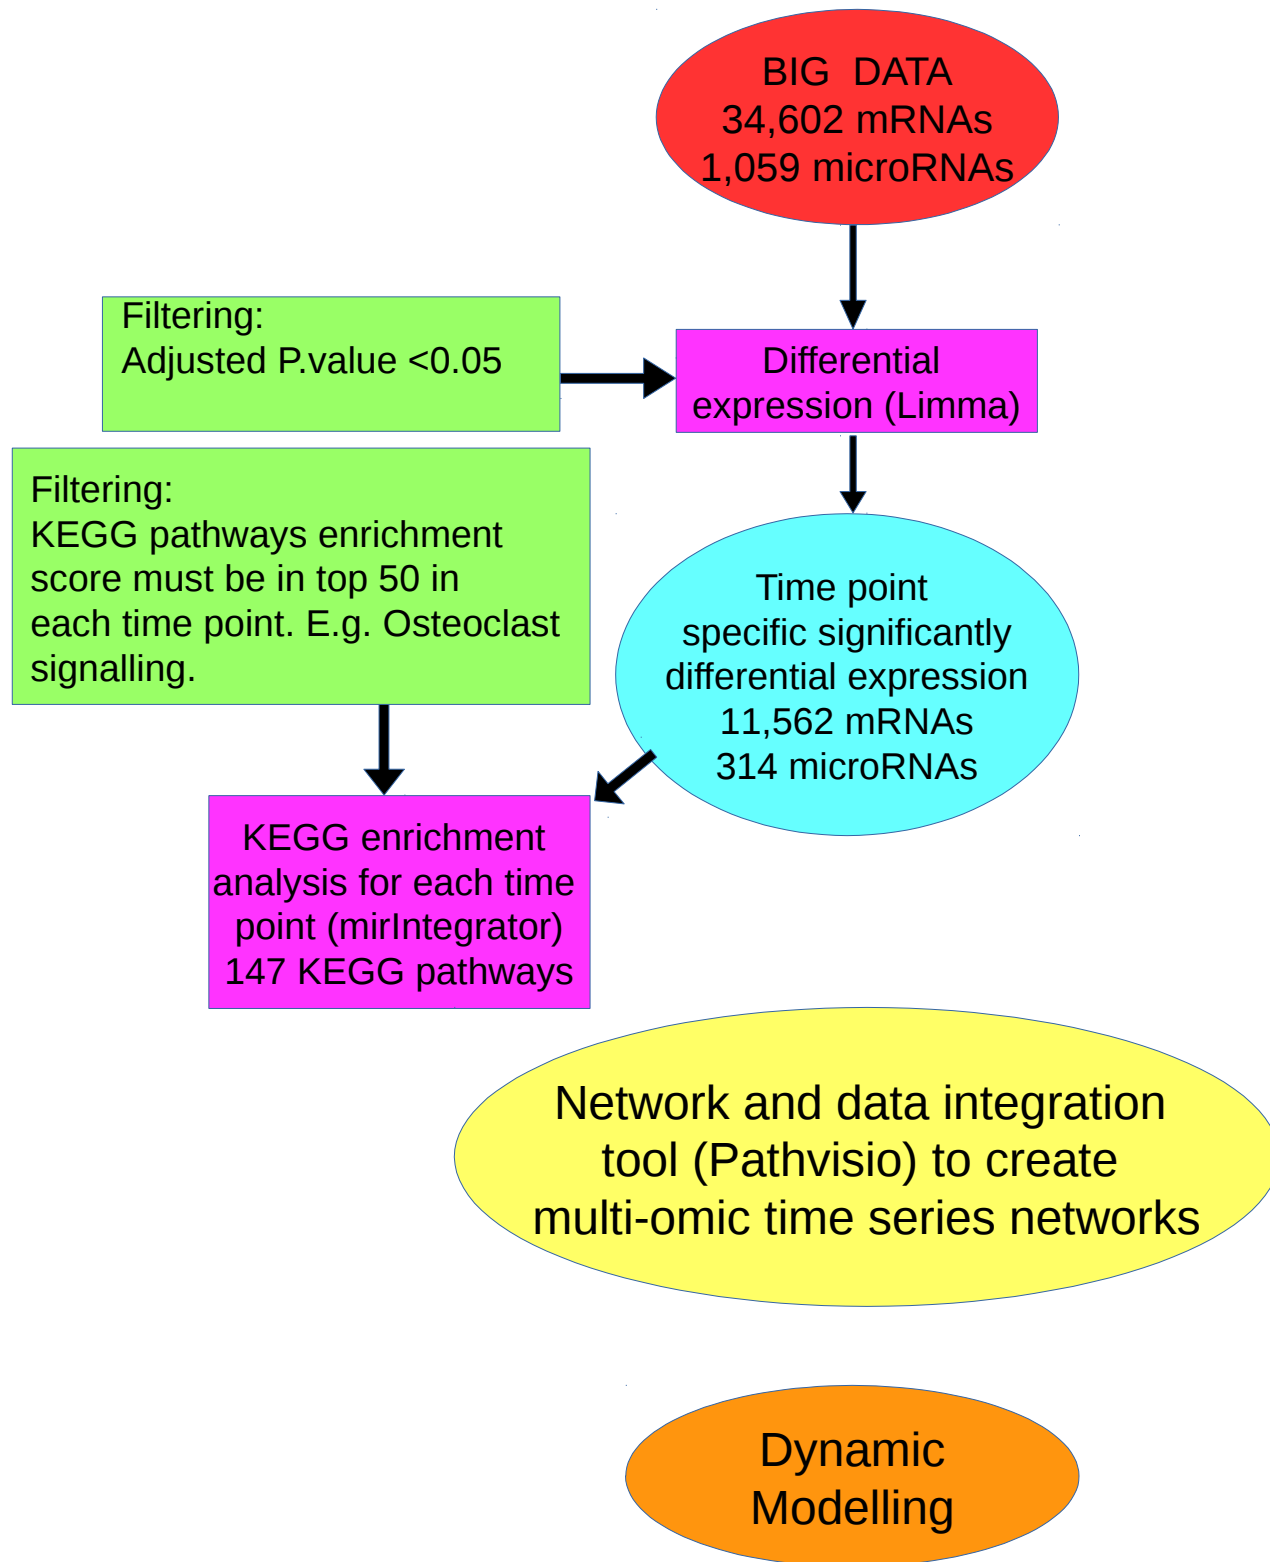 BIG  DATA
34,602 mRNAs
1,059 microRNAs
Filtering:
Adjusted P.value <0.05
Differential
expression (Limma)
Filtering:
KEGG pathways enrichment
score must be in top 50 in
each time point. E.g. Osteoclast
signalling.
Time point
specific significantly
differential expression
11,562 mRNAs
314 microRNAs
KEGG enrichment
analysis for each time
point (mirIntegrator)
147 KEGG pathways
Network and data integration
tool (Pathvisio) to create
multi-omic time series networks
Dynamic
Modelling